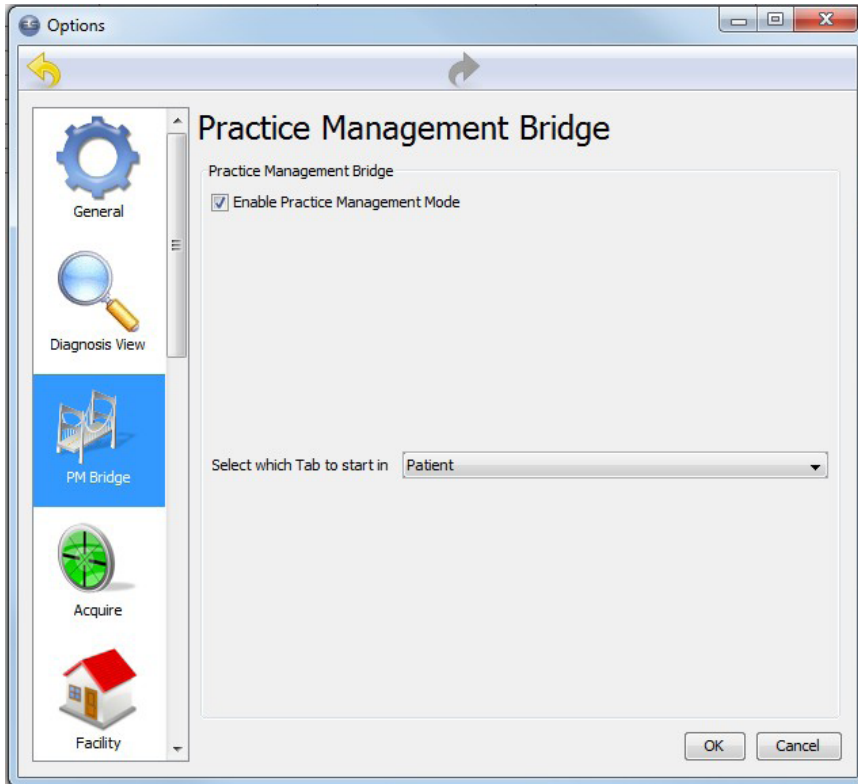 Options
General
Diagnosis View
PM Bridge
Acquire
Facility
Practice Management Bridge
Practice Management Bridge
Enable Practice Management Mode
Select which Tab to start in Patient
OK Cancel